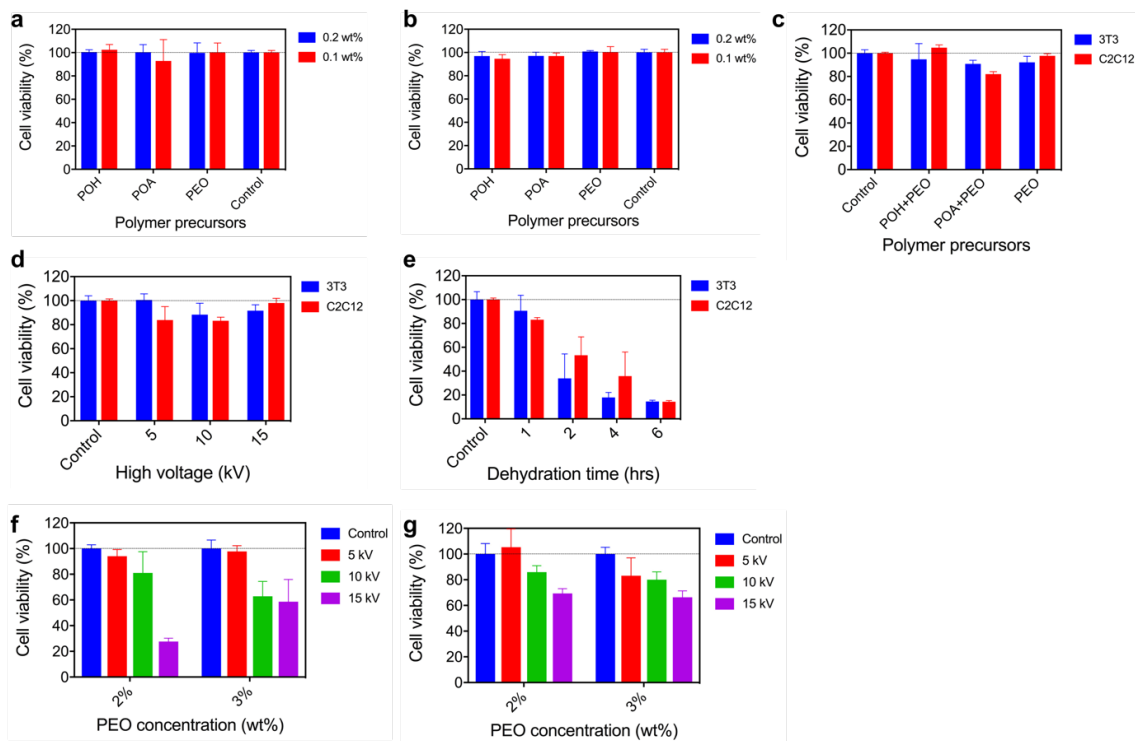 a
Cell viability (%)
120
100
80
60
40
20
0
POH
POA
PEO
Control
Polymer precursors
0.2 wt%
0.1 wt%
b
Cell viability (%)
120
100
80
60
40
20
0
POH
POA
PEO
Control
Polymer precursors
0.2 wt%
0.1 wt%
c
Cell viability (%)
120
100
80
60
40
20
0
Control
POH+PEO
POA+PEO
PEO
Polymer precursors
3T3
C2C12
d
Cell viability (%)
120
100
80
60
40
20
0
Control
5
10
15
High voltage (kV)
3T3
C2C12
e
Cell viability (%)
120
100
80
60
40
20
0
Control
1
2
4
6
Dehydration time (hrs)
3T3
C2C12
f
Cell viability (%)
120
100
80
60
40
20
0
2%
3%
PEO concentration (wt%)
Control
5 kV
10 kV
15 kV
g
Cell viability (%)
120
100
80
60
40
20
0
2%
3%
PEO concentration (wt%)
Control
5 kV
10 kV
15 kV